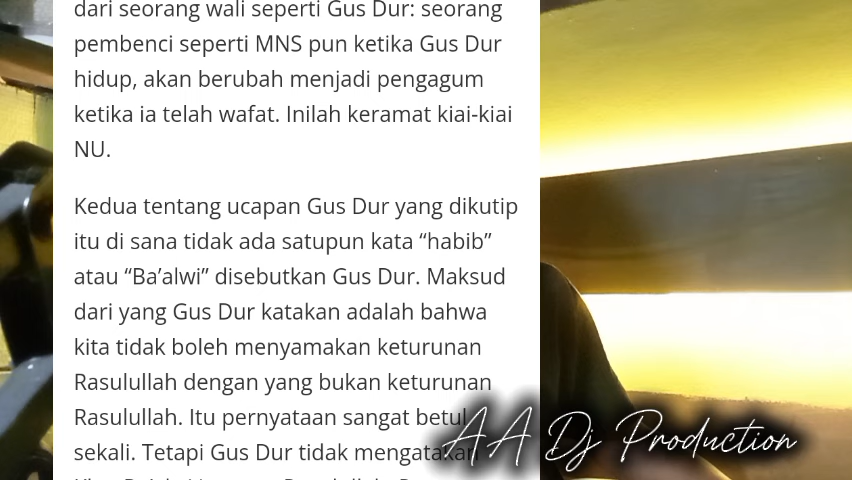 dari seorang wali seperti Gus Dur: seorang
pembenci seperti MNS pun ketika Gus Dur
hidup, akan berubah menjadi pengagum
ketika ia telah wafat. Inilah keramat kiai-kiai
NU.
Kedua tentang ucapan Gus Dur yang dikutip
itu di sana tidak ada satupun kata “habib”
atau “Ba’alwi” disebutkan Gus Dur. Maksud
dari yang Gus Dur katakan adalah bahwa
kita tidak boleh menyamakan keturunan
Rasulullah dengan yang bukan keturunan
Rasulullah. Itu pernyataan sangat betul
sekali. Tetapi Gus Dur tidak mengatakan
AA Dj Production